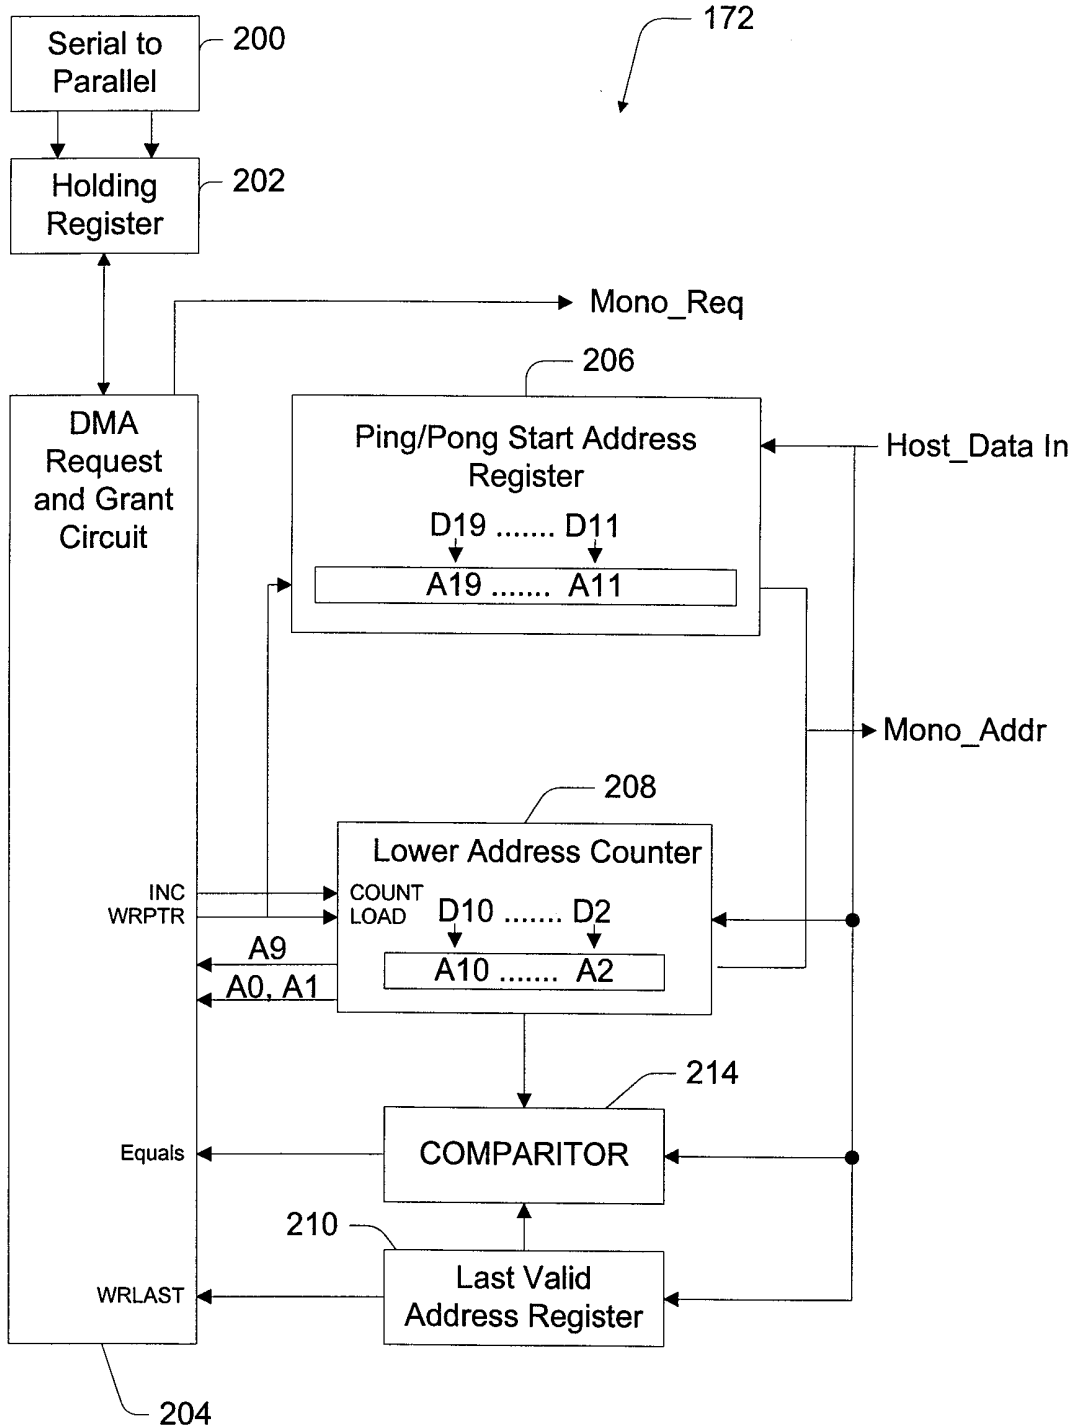 172
Serial to
Parallel
200
Holding
Register
202
Mono_Req
206
DMA
Request
and Grant
Circuit
Ping/Pong Start Address
Register
D19 ....... D11
A19 ....... A11
Host_Data In
Mono_Addr
208
Lower Address Counter
INC
COUNT
WRPTR
LOAD
D10 ....... D2
A9
A10 ....... A2
A0, A1
214
Equals
COMPARITOR
210
WRLAST
Last Valid
Address Register
204